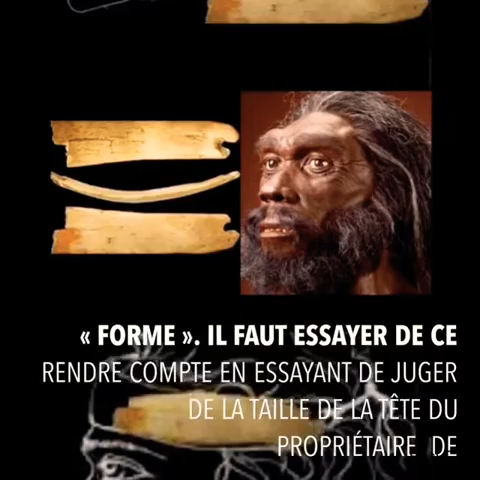 « FORME ». IL FAUT ESSAYER DE CE
RENDRE COMPTE EN ESSAYANT DE JUGER
DE LA TAILLE DE LA TÊTE DU
PROPRIÉTAIRE DE